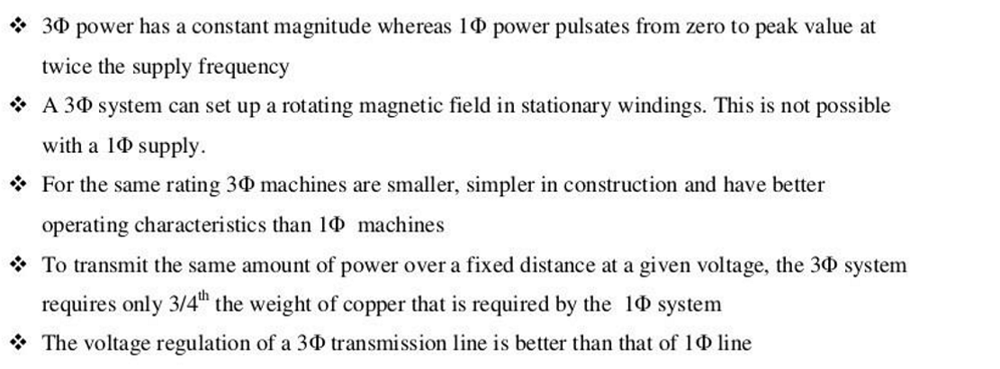 ❖ 3Φ power has a constant magnitude whereas 1Φ power pulsates from zero to peak value at
twice the supply frequency
❖ A 3Φ system can set up a rotating magnetic field in stationary windings. This is not possible
with a 1Φ supply.
❖ For the same rating 3Φ machines are smaller, simpler in construction and have better
operating characteristics than 1Φ machines
❖ To transmit the same amount of power over a fixed distance at a given voltage, the 3Φ system
requires only 3/4th the weight of copper that is required by the 1Φ system
❖ The voltage regulation of a 3Φ transmission line is better than that of 1Φ line